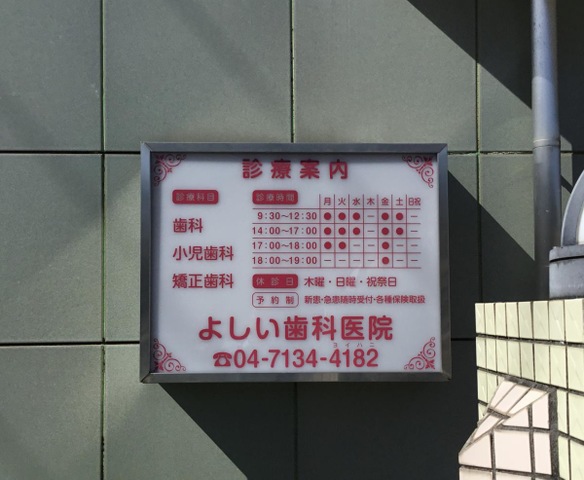 診療案内
診療科目
歯科
小児歯科
矯正歯科
診療時間 月 火 水 木 金 土 日祝
9:30〜12:30 ● ● ● － ● ● －
14:00〜17:00 ● ● ● － ● ● －
17:00〜18:00 ● ● － － ● － －
18:00〜19:00 － － － － ● － －
休診日 木曜・日曜・祝祭日
予約制 新患・急患随時受付・各種保険取扱
よしい歯科医院
ヨイハニ
☎04-7134-4182